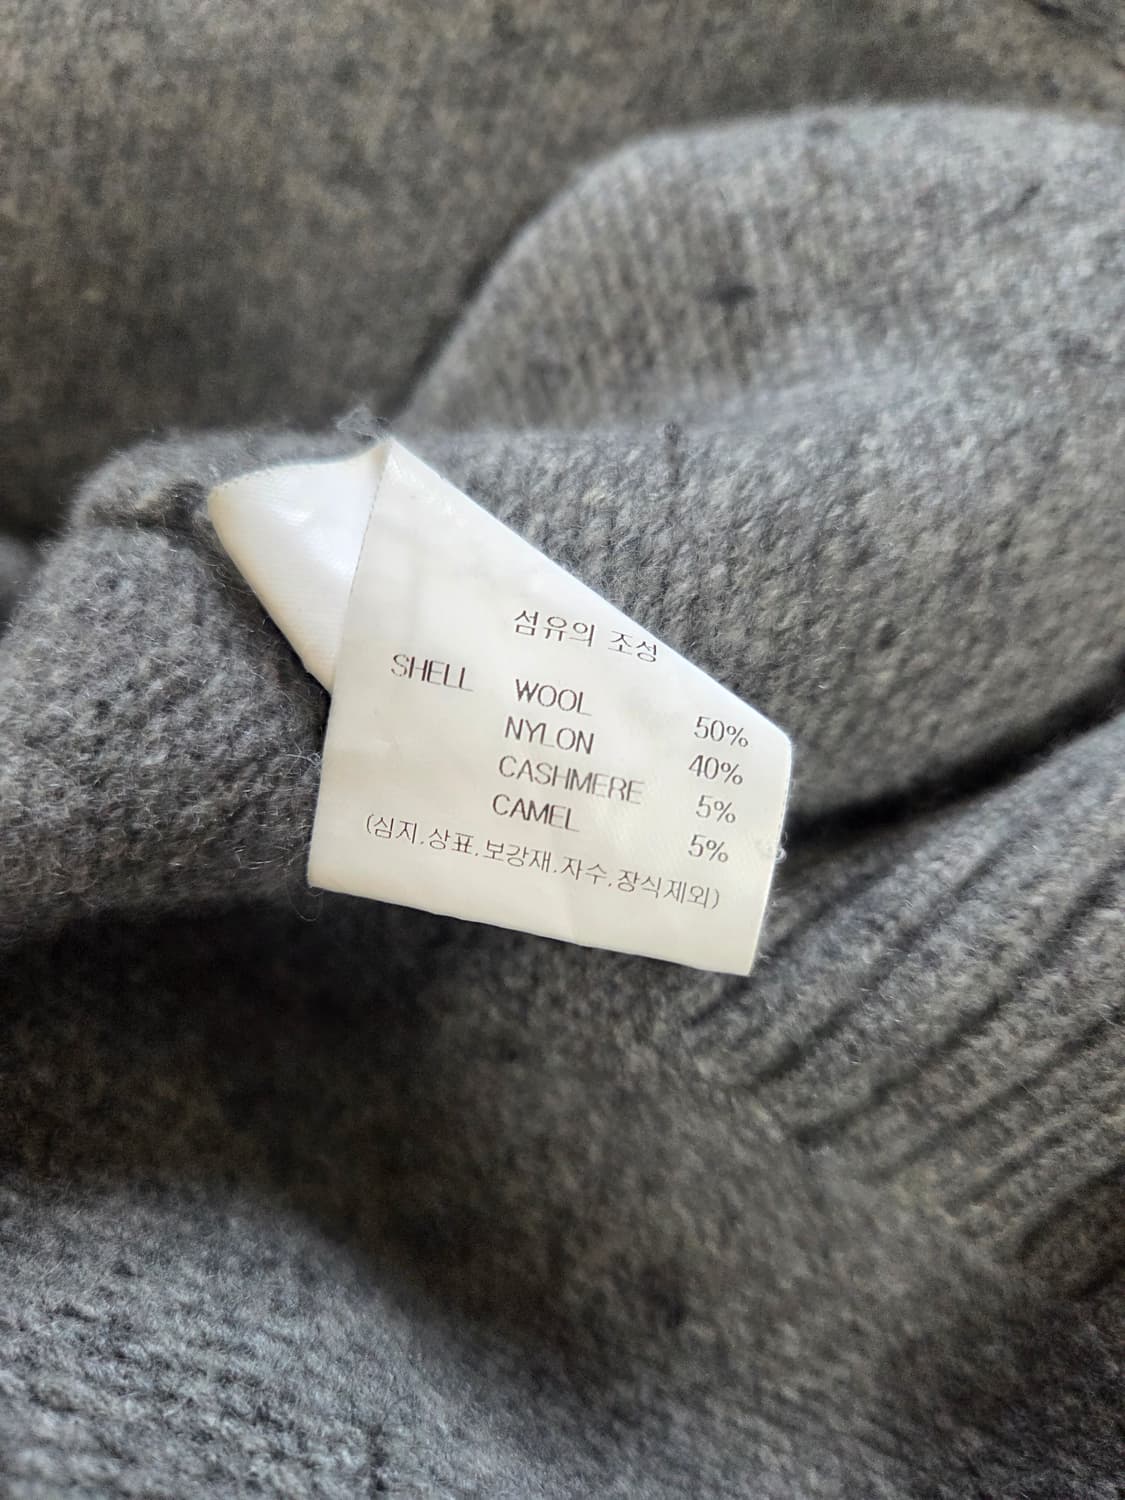 섬유의 조성
SHELL WOOL 50%
NYLON 40%
CASHMERE 5%
CAMEL 5%
(심지.상표.보강재.자수.장식제외)